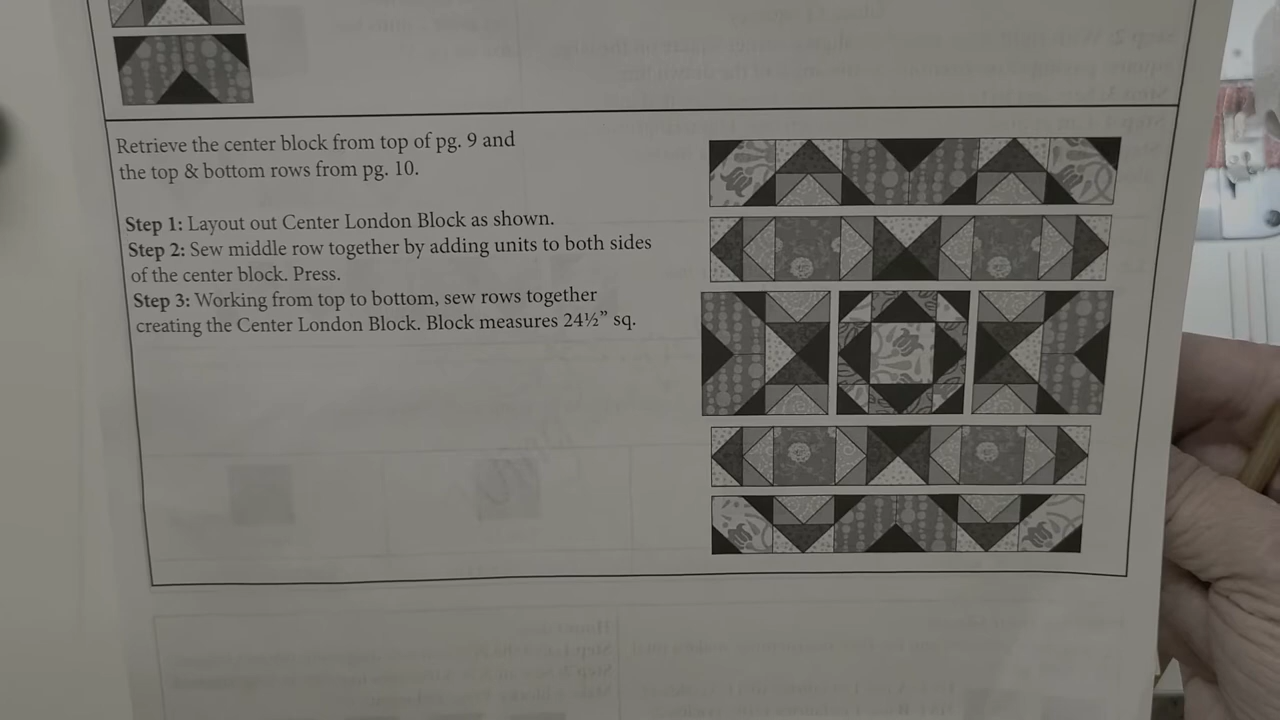 Retrieve the center block from top of pg. 9 and
the top & bottom rows from pg. 10.
Step 1: Layout out Center London Block as shown.
Step 2: Sew middle row together by adding units to both sides
of the center block. Press.
Step 3: Working from top to bottom, sew rows together
creating the Center London Block. Block measures 24½” sq.